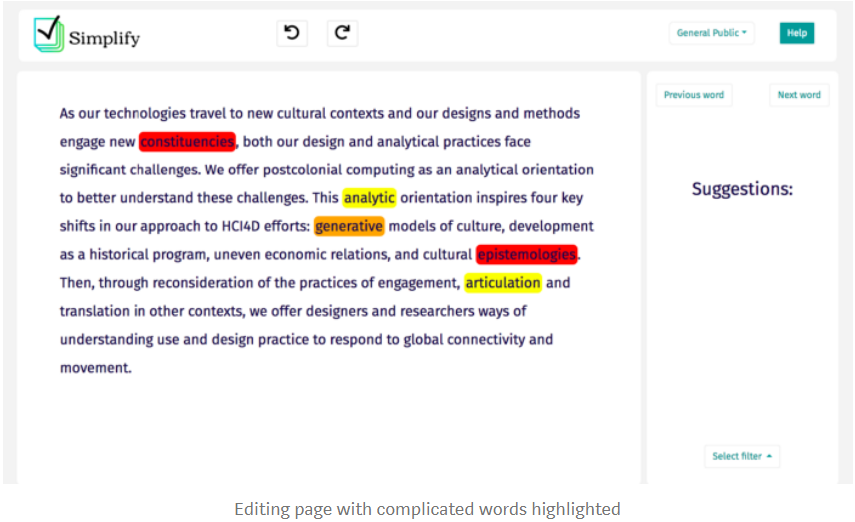 Simplify
General Public
Help
As our technologies travel to new cultural contexts and our designs and methods
engage new constituencies, both our design and analytical practices face
significant challenges. We offer postcolonial computing as an analytical orientation
to better understand these challenges. This analytic orientation inspires four key
shifts in our approach to HCI4D efforts: generative models of culture, development
as a historical program, uneven economic relations, and cultural epistemologies.
Then, through reconsideration of the practices of engagement, articulation and
translation in other contexts, we offer designers and researchers ways of
understanding use and design practice to respond to global connectivity and
movement.
Previous word
Next word
Suggestions:
Select filter
Editing page with complicated words highlighted